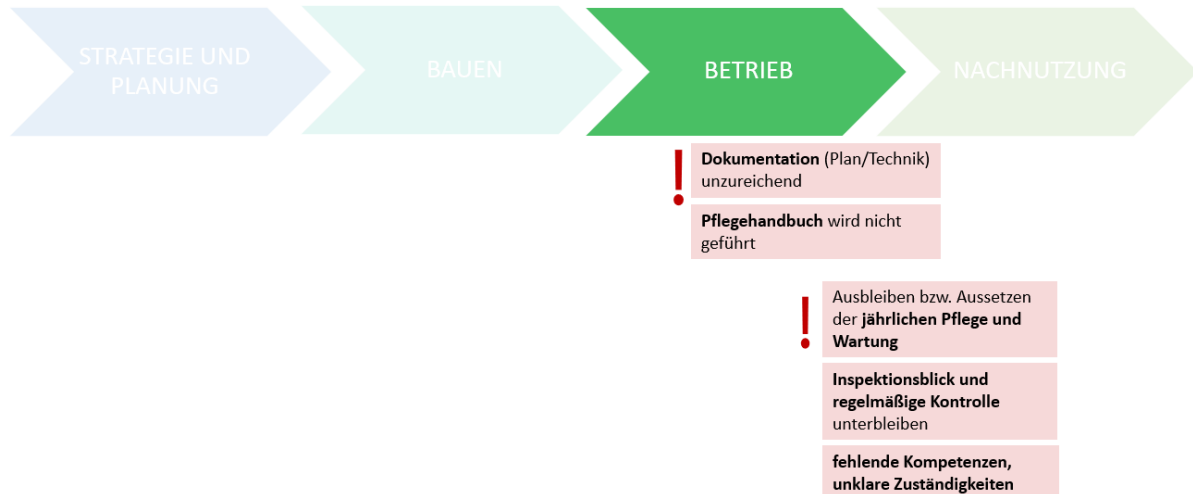 STRATEGIE UND
PLANUNG
BAUEN
BETRIEB
NACHNUTZUNG
!
Dokumentation (Plan/Technik)
unzureichend
Pflegehandbuch wird nicht
geführt
!
Ausbleiben bzw. Aussetzen
der jährlichen Pflege und
Wartung
Inspektionsblick und
regelmäßige Kontrolle
unterbleiben
fehlende Kompetenzen,
unklare Zuständigkeiten